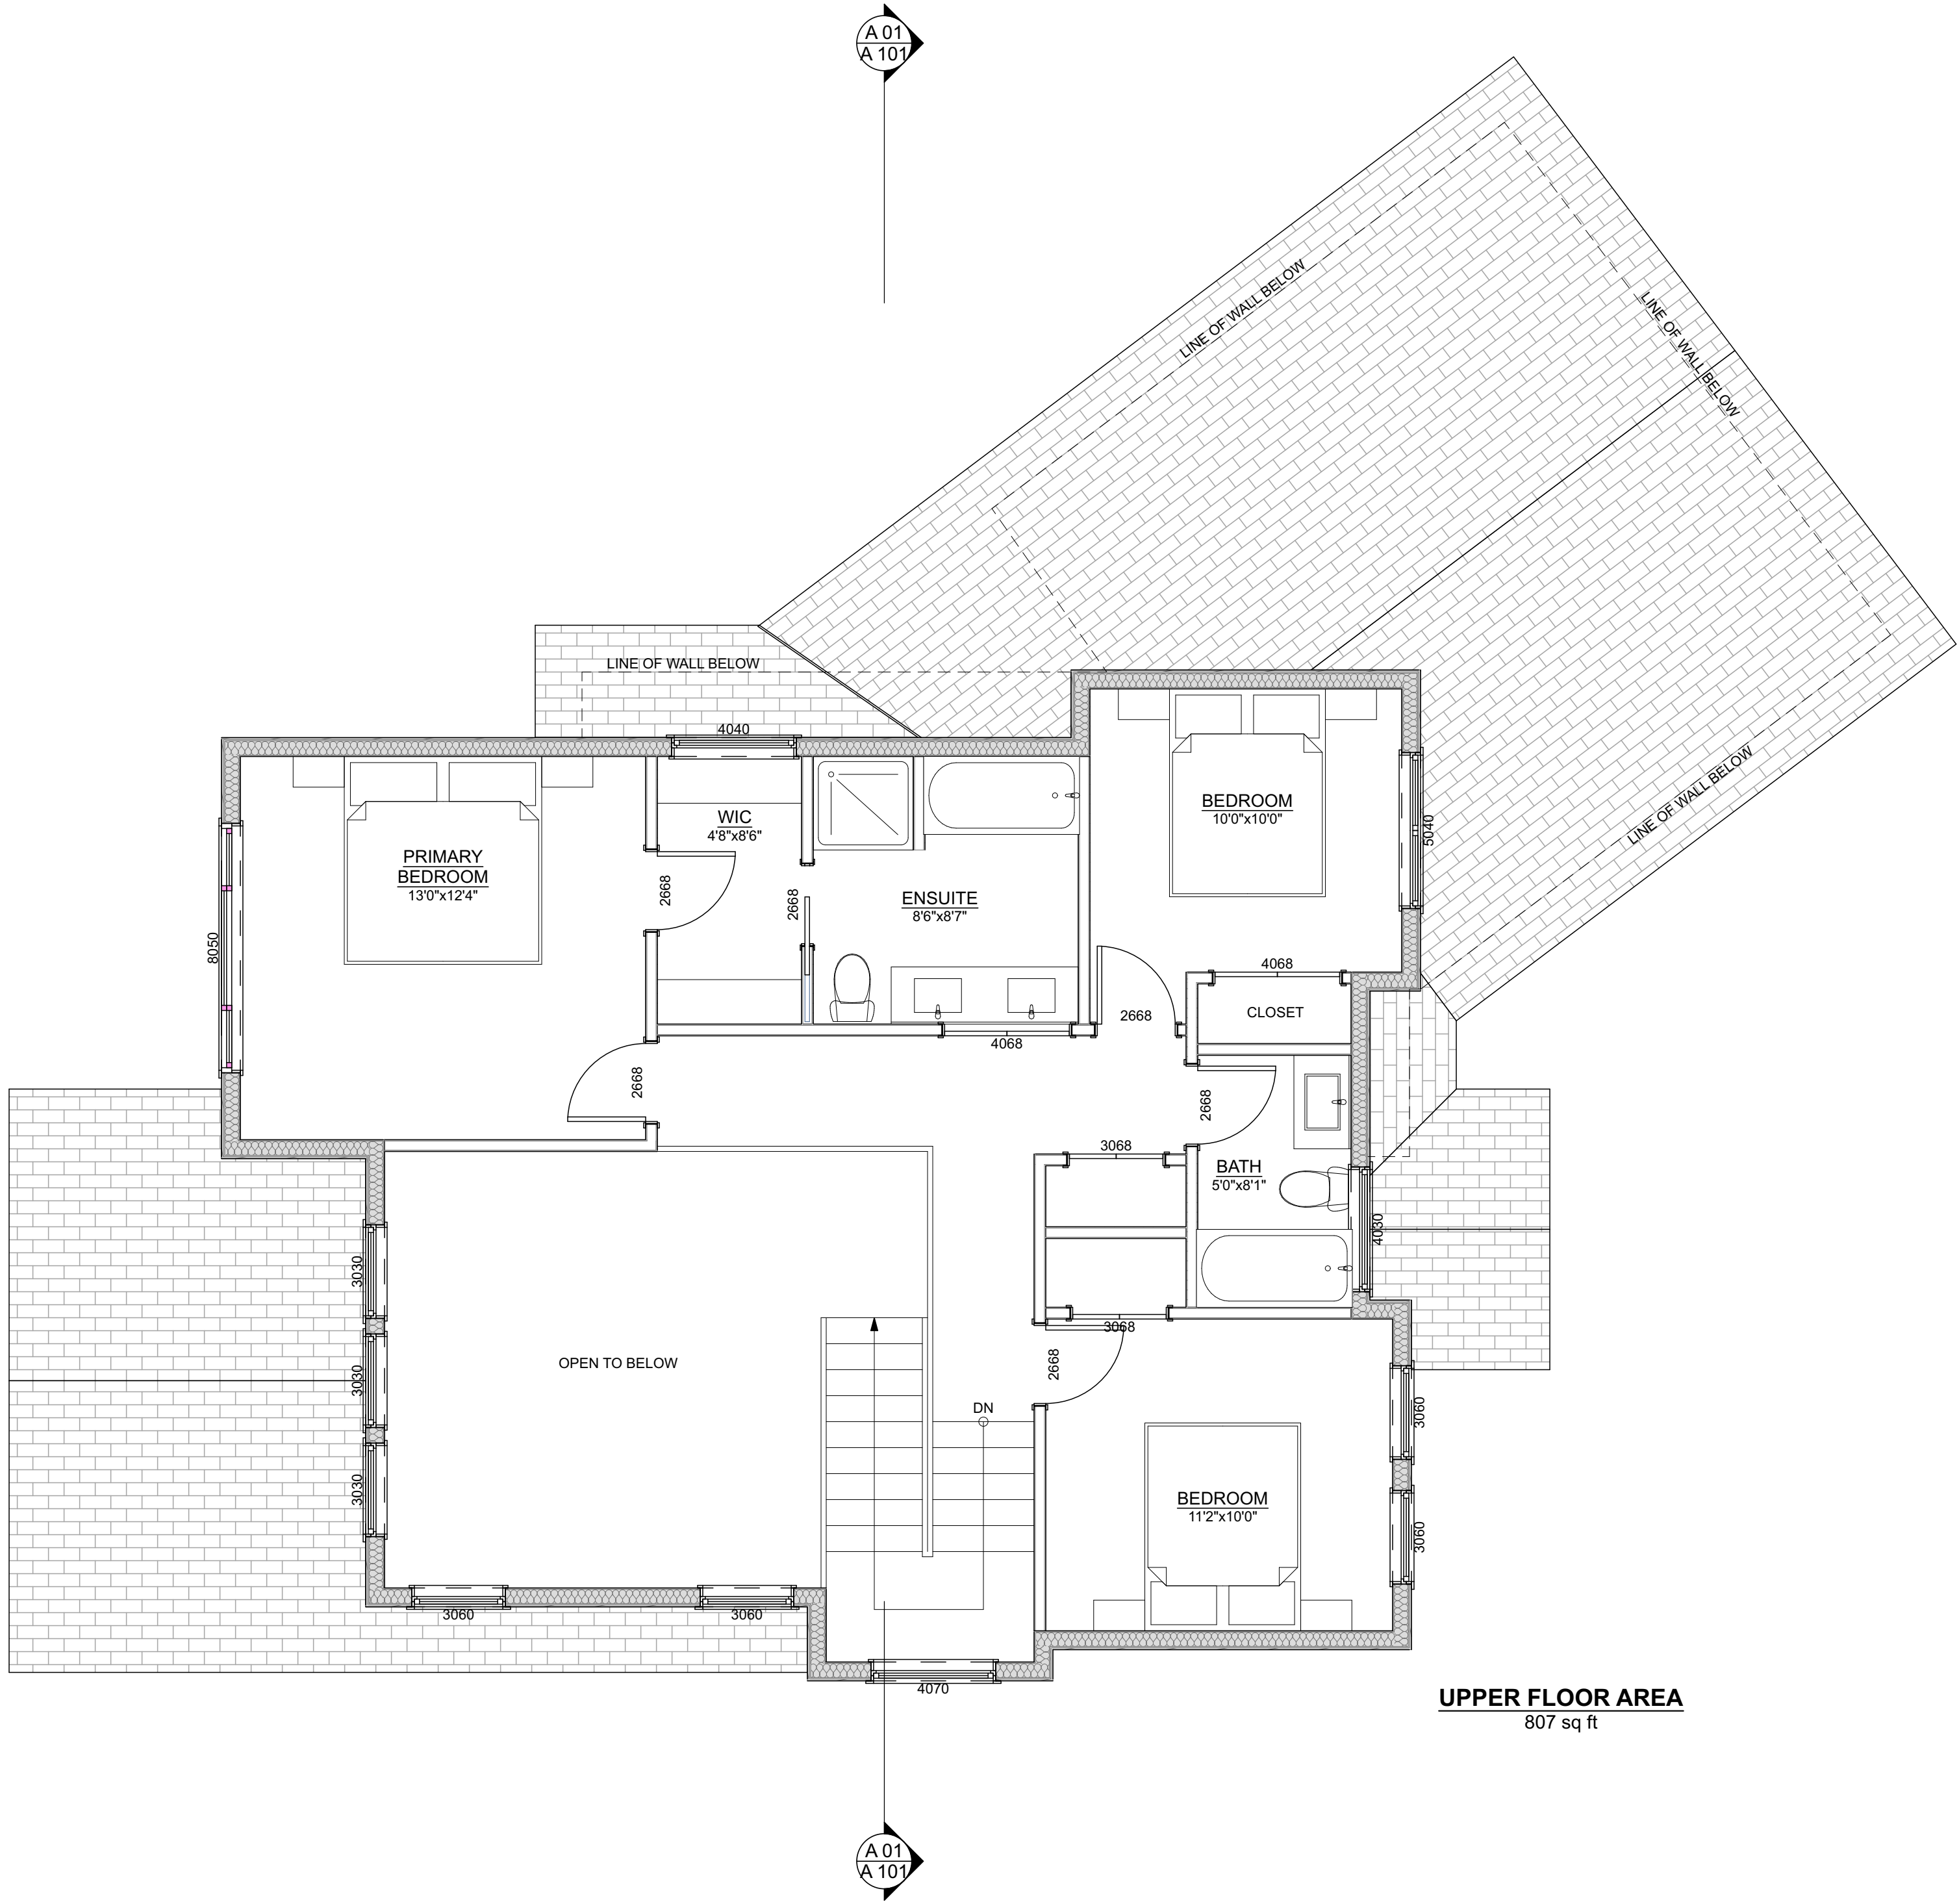 A 01
A 101
LINE OF WALL BELOW
LINE OF WALL BELOW
LINE OF WALL BELOW
4040
WIC
4'8"x8'6"
BEDROOM
10'0"x10'0"
5040
LINE OF WALL BELOW
PRIMARY
BEDROOM
13'0"x12'4"
2668
2668
ENSUITE
8'6"x8'7"
8050
4068
CLOSET
2668
4068
2668
2668
3068
BATH
5'0"x8'1"
4030
3030
3068
OPEN TO BELOW
2668
3030
DN
3060
3030
BEDROOM
11'2"x10'0"
3060
3060
3060
4070
UPPER FLOOR AREA
807 sq ft
A 01
A 101